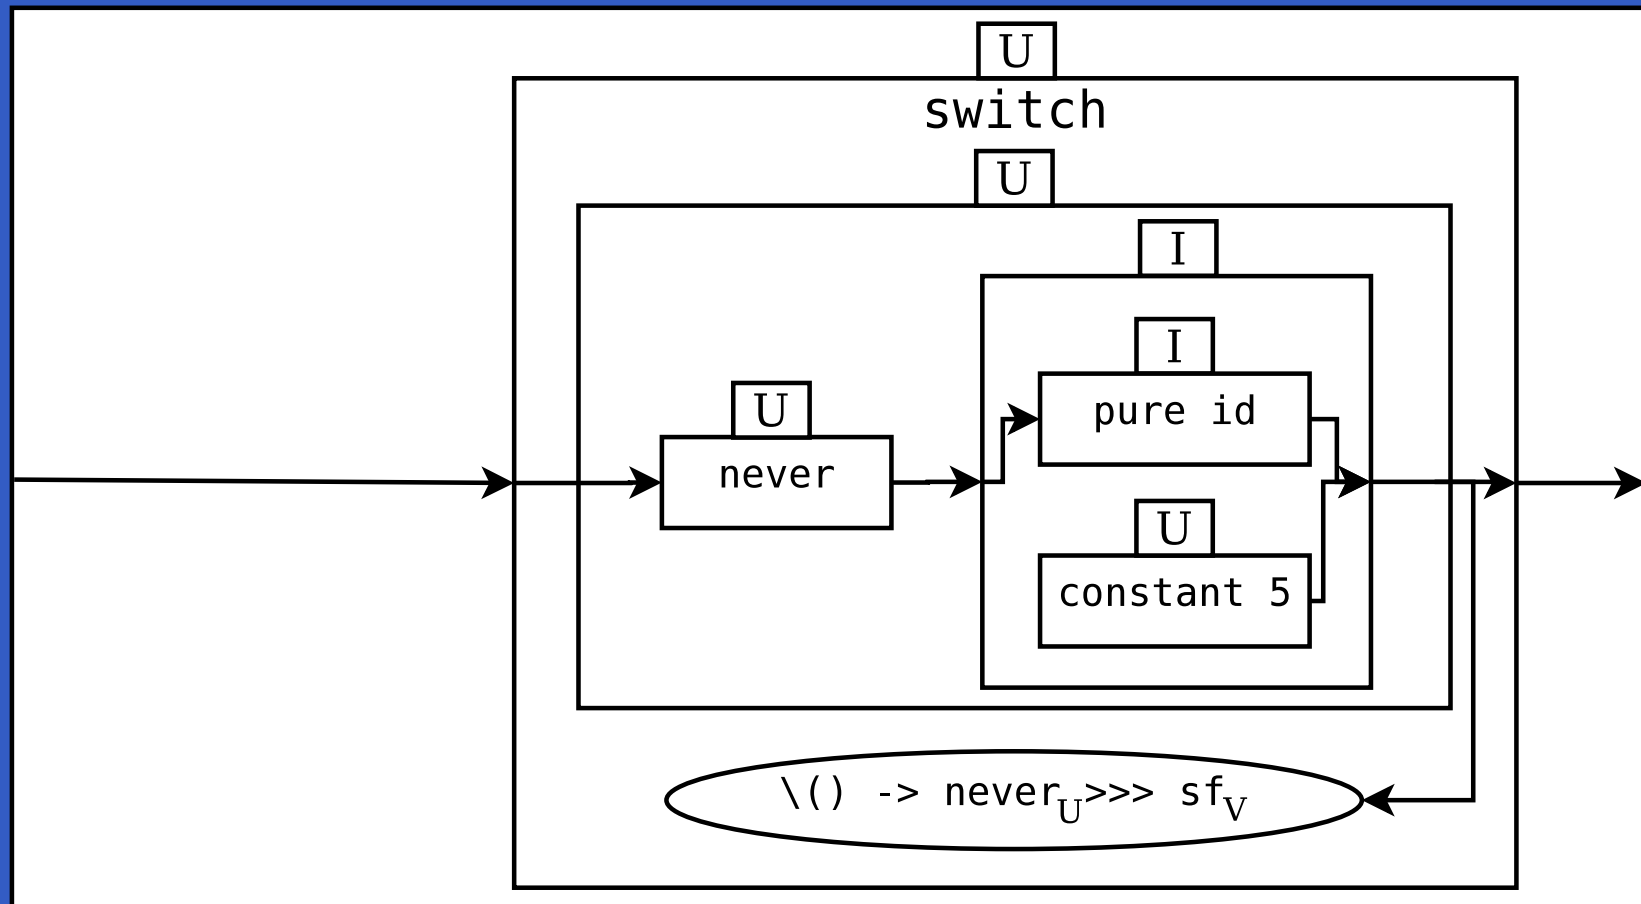 U
switch
U
I
I
pure id
U
never
U
constant 5
\() -> neverU>>> sfV